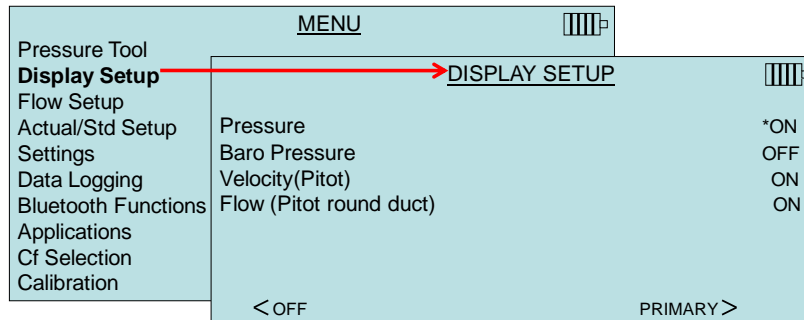 MENU
Pressure Tool
Display Setup
Flow Setup
Actual/Std Setup
Settings
Data Logging
Bluetooth Functions
Applications
Cf Selection
Calibration
DISPLAY SETUP
Pressure *ON
Baro Pressure OFF
Velocity(Pitot) ON
Flow (Pitot round duct) ON
<OFF PRIMARY>